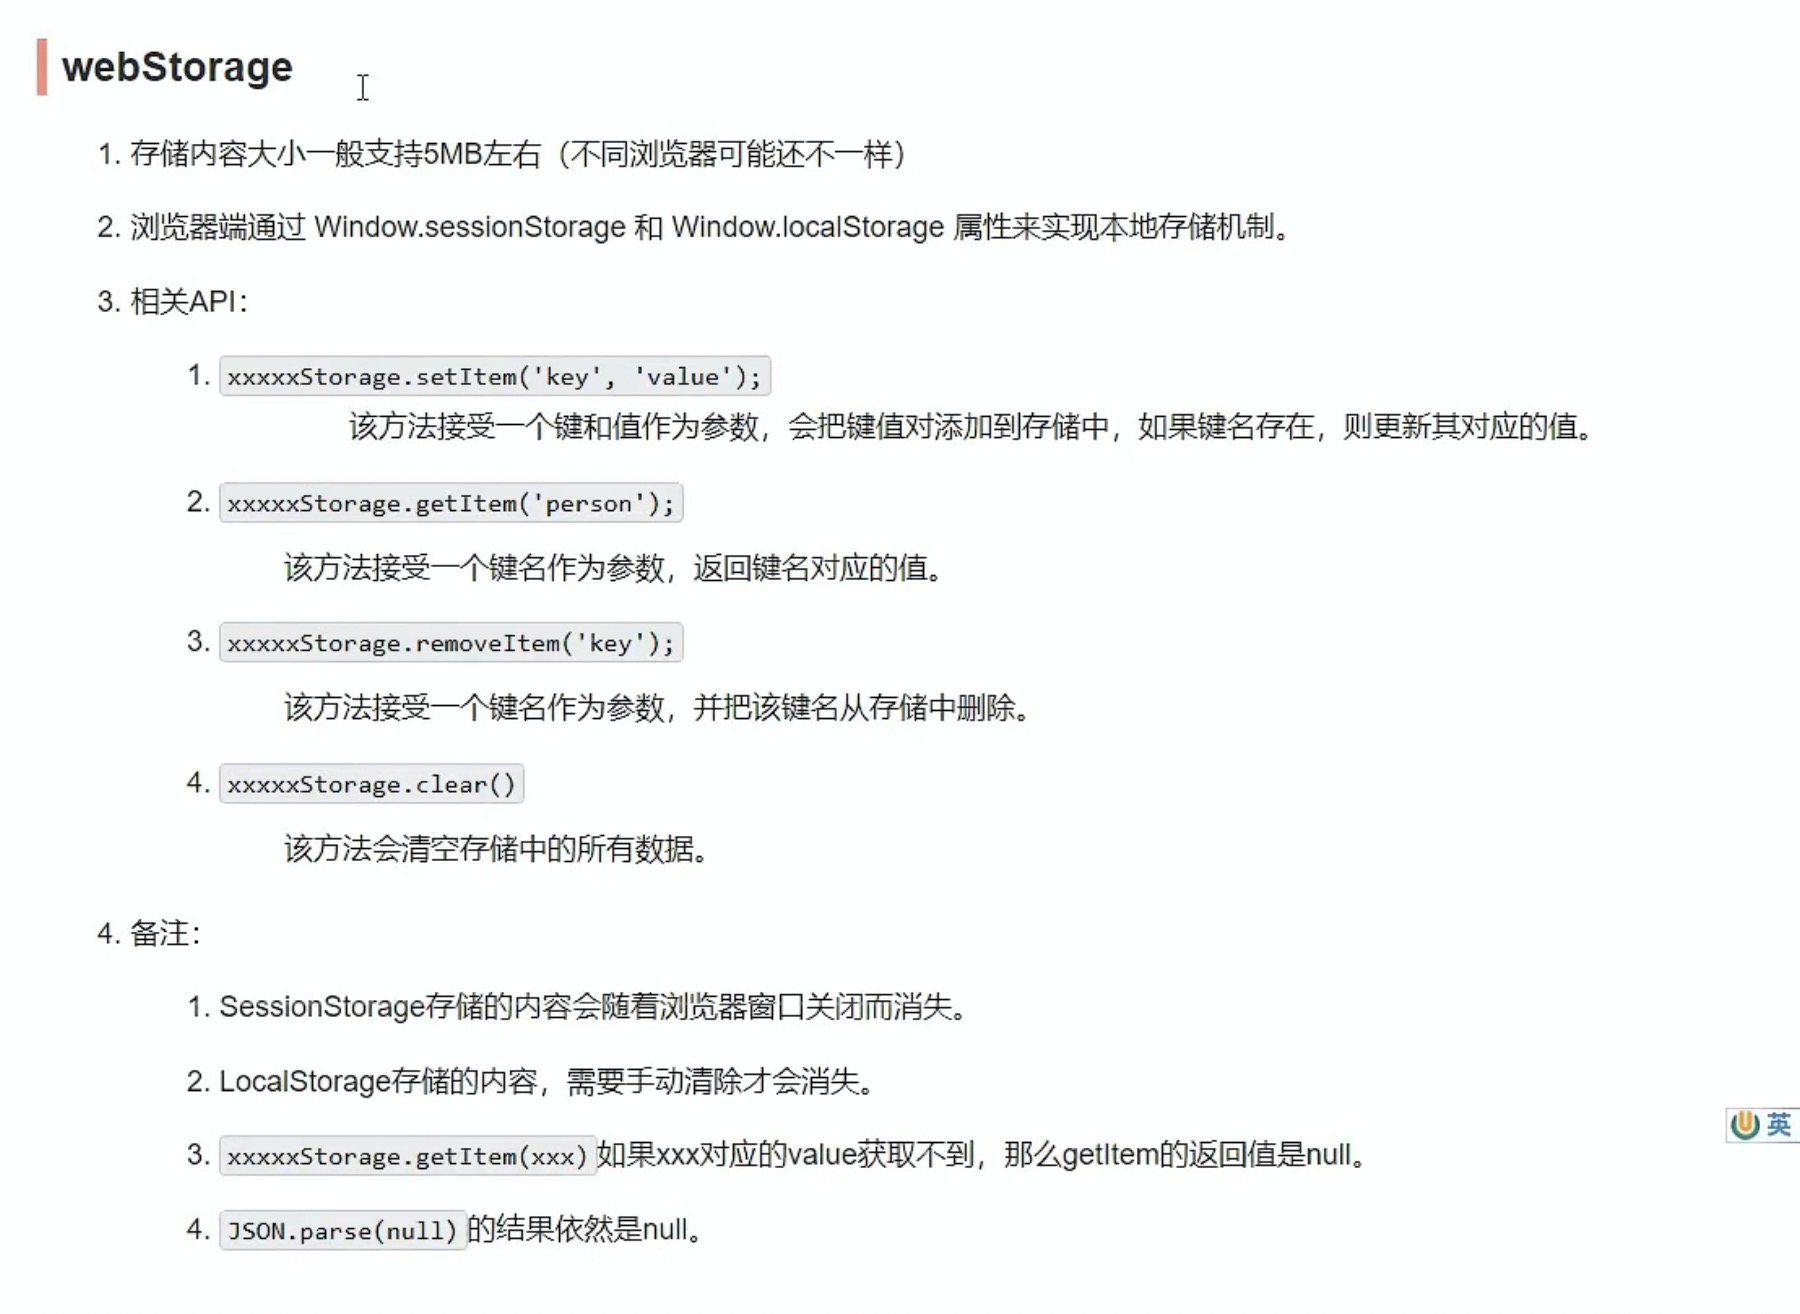 webStorage
1. 存储内容大小一般支持5MB左右（不同浏览器可能还不一样）
2. 浏览器端通过 Window.sessionStorage 和 Window.localStorage 属性来实现本地存储机制。
3. 相关API：
1. xxxxxStorage.setItem('key', 'value');
该方法接受一个键和值作为参数，会把键值对添加到存储中，如果键名存在，则更新其对应的值。
2. xxxxxStorage.getItem('person');
该方法接受一个键名作为参数，返回键名对应的值。
3. xxxxxStorage.removeItem('key');
该方法接受一个键名作为参数，并把该键名从存储中删除。
4. xxxxxStorage.clear()
该方法会清空存储中的所有数据。
4. 备注：
1. SessionStorage存储的内容会随着浏览器窗口关闭而消失。
2. LocalStorage存储的内容，需要手动清除才会消失。
英
3. xxxxxStorage.getItem(xxx)如果xxx对应的value获取不到，那么getItem的返回值是null。
4. JSON.parse(null)的结果依然是null。